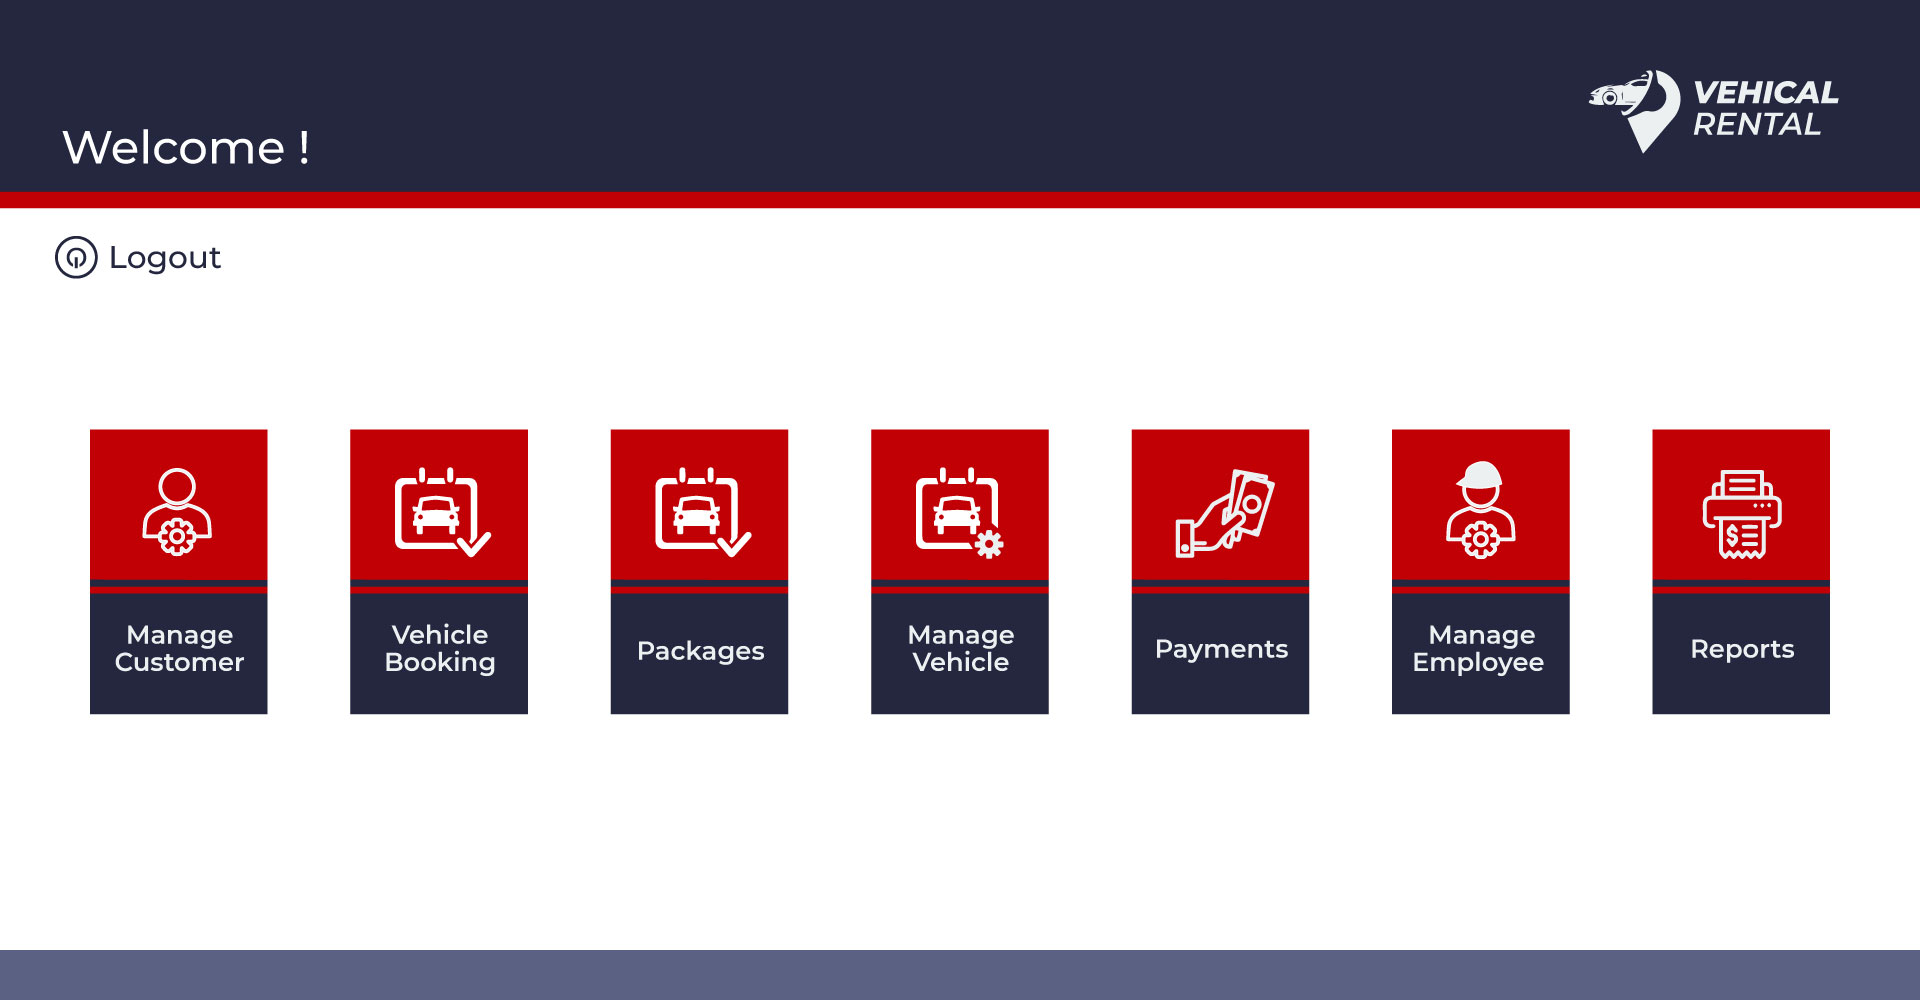 VEHICAL
RENTAL
Welcome !
Logout
Manage
Customer
Vehicle
Booking
Packages
Manage
Vehicle
Payments
Manage
Employee
Reports
$